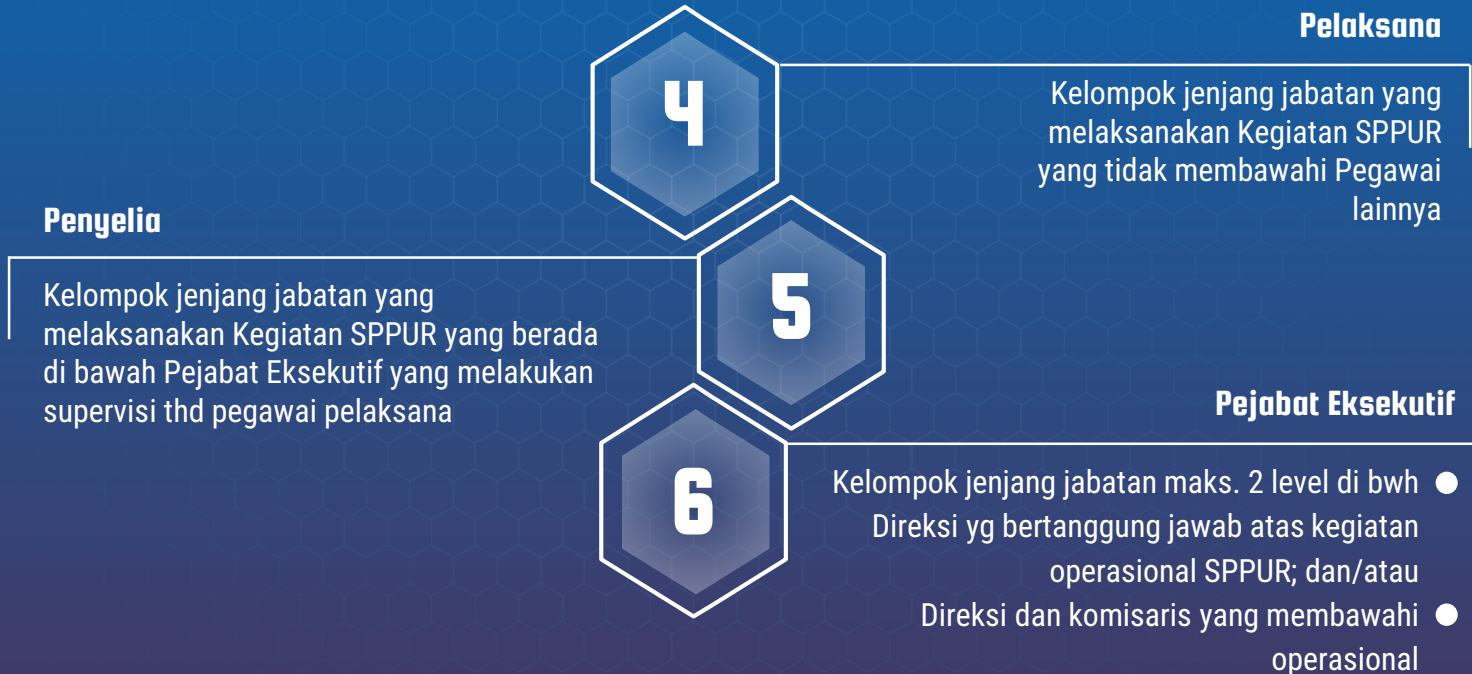 4
Pelaksana
Kelompok jenjang jabatan yang
melaksanakan Kegiatan SPPUR
yang tidak membawahi Pegawai
lainnya
5
Penyelia
Kelompok jenjang jabatan yang
melaksanakan Kegiatan SPPUR yang berada
di bawah Pejabat Eksekutif yang melakukan
supervisi thd pegawai pelaksana
6
Pejabat Eksekutif
Kelompok jenjang jabatan maks. 2 level di bwh ●
Direksi yg bertanggung jawab atas kegiatan
operasional SPPUR; dan/atau
Direksi dan komisaris yang membawahi ●
operasional